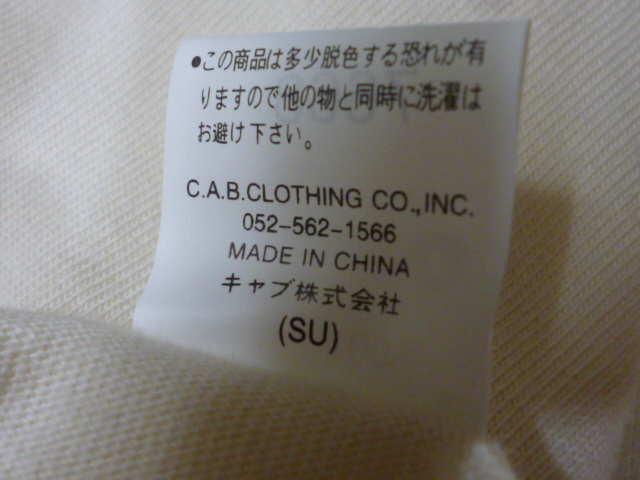 ●この商品は多少脱色する恐れが有
りますので他の物と同時に洗濯は
お避け下さい。
C.A.B.CLOTHING CO.,INC.
052-562-1566
MADE IN CHINA
キャブ株式会社
(SU)